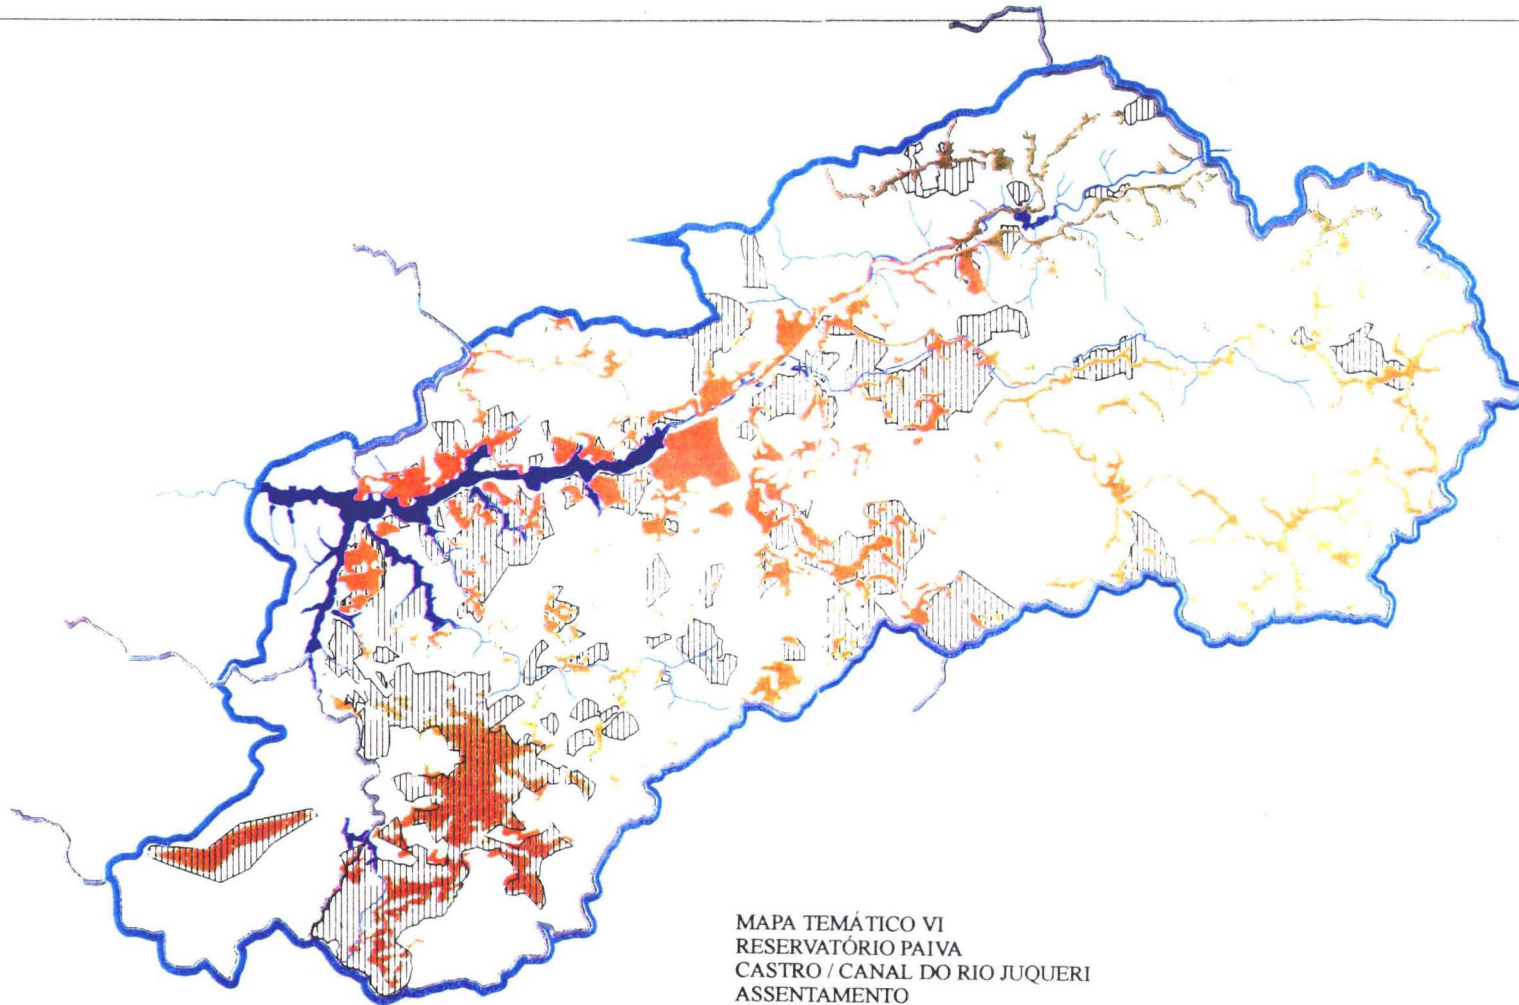 MAPA TEMÁTICO VI
RESERVATÓRIO PAIVA
CASTRO / CANAL DO RIO JUQUERI
ASSENTAMENTO